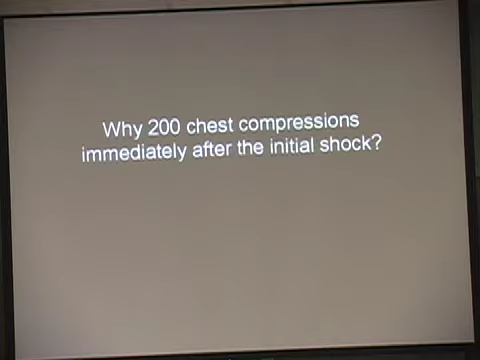 Why 200 chest compressions
immediately after the initial shock?